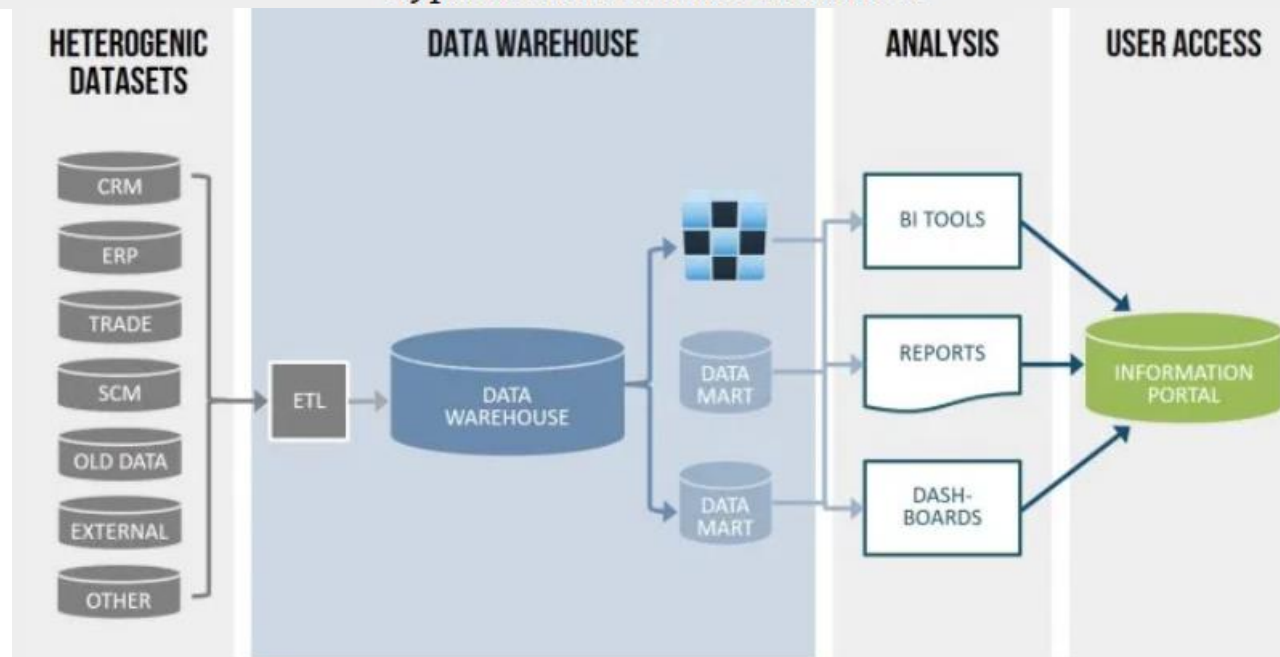 HETEROGENIC
DATASETS
DATA WAREHOUSE
ANALYSIS
USER ACCESS
CRM
ERP
TRADE
SCM
OLD DATA
EXTERNAL
OTHER
ETL
DATA
WAREHOUSE
DATA
MART
DATA
MART
BI TOOLS
REPORTS
DASH-
BOARDS
INFORMATION
PORTAL